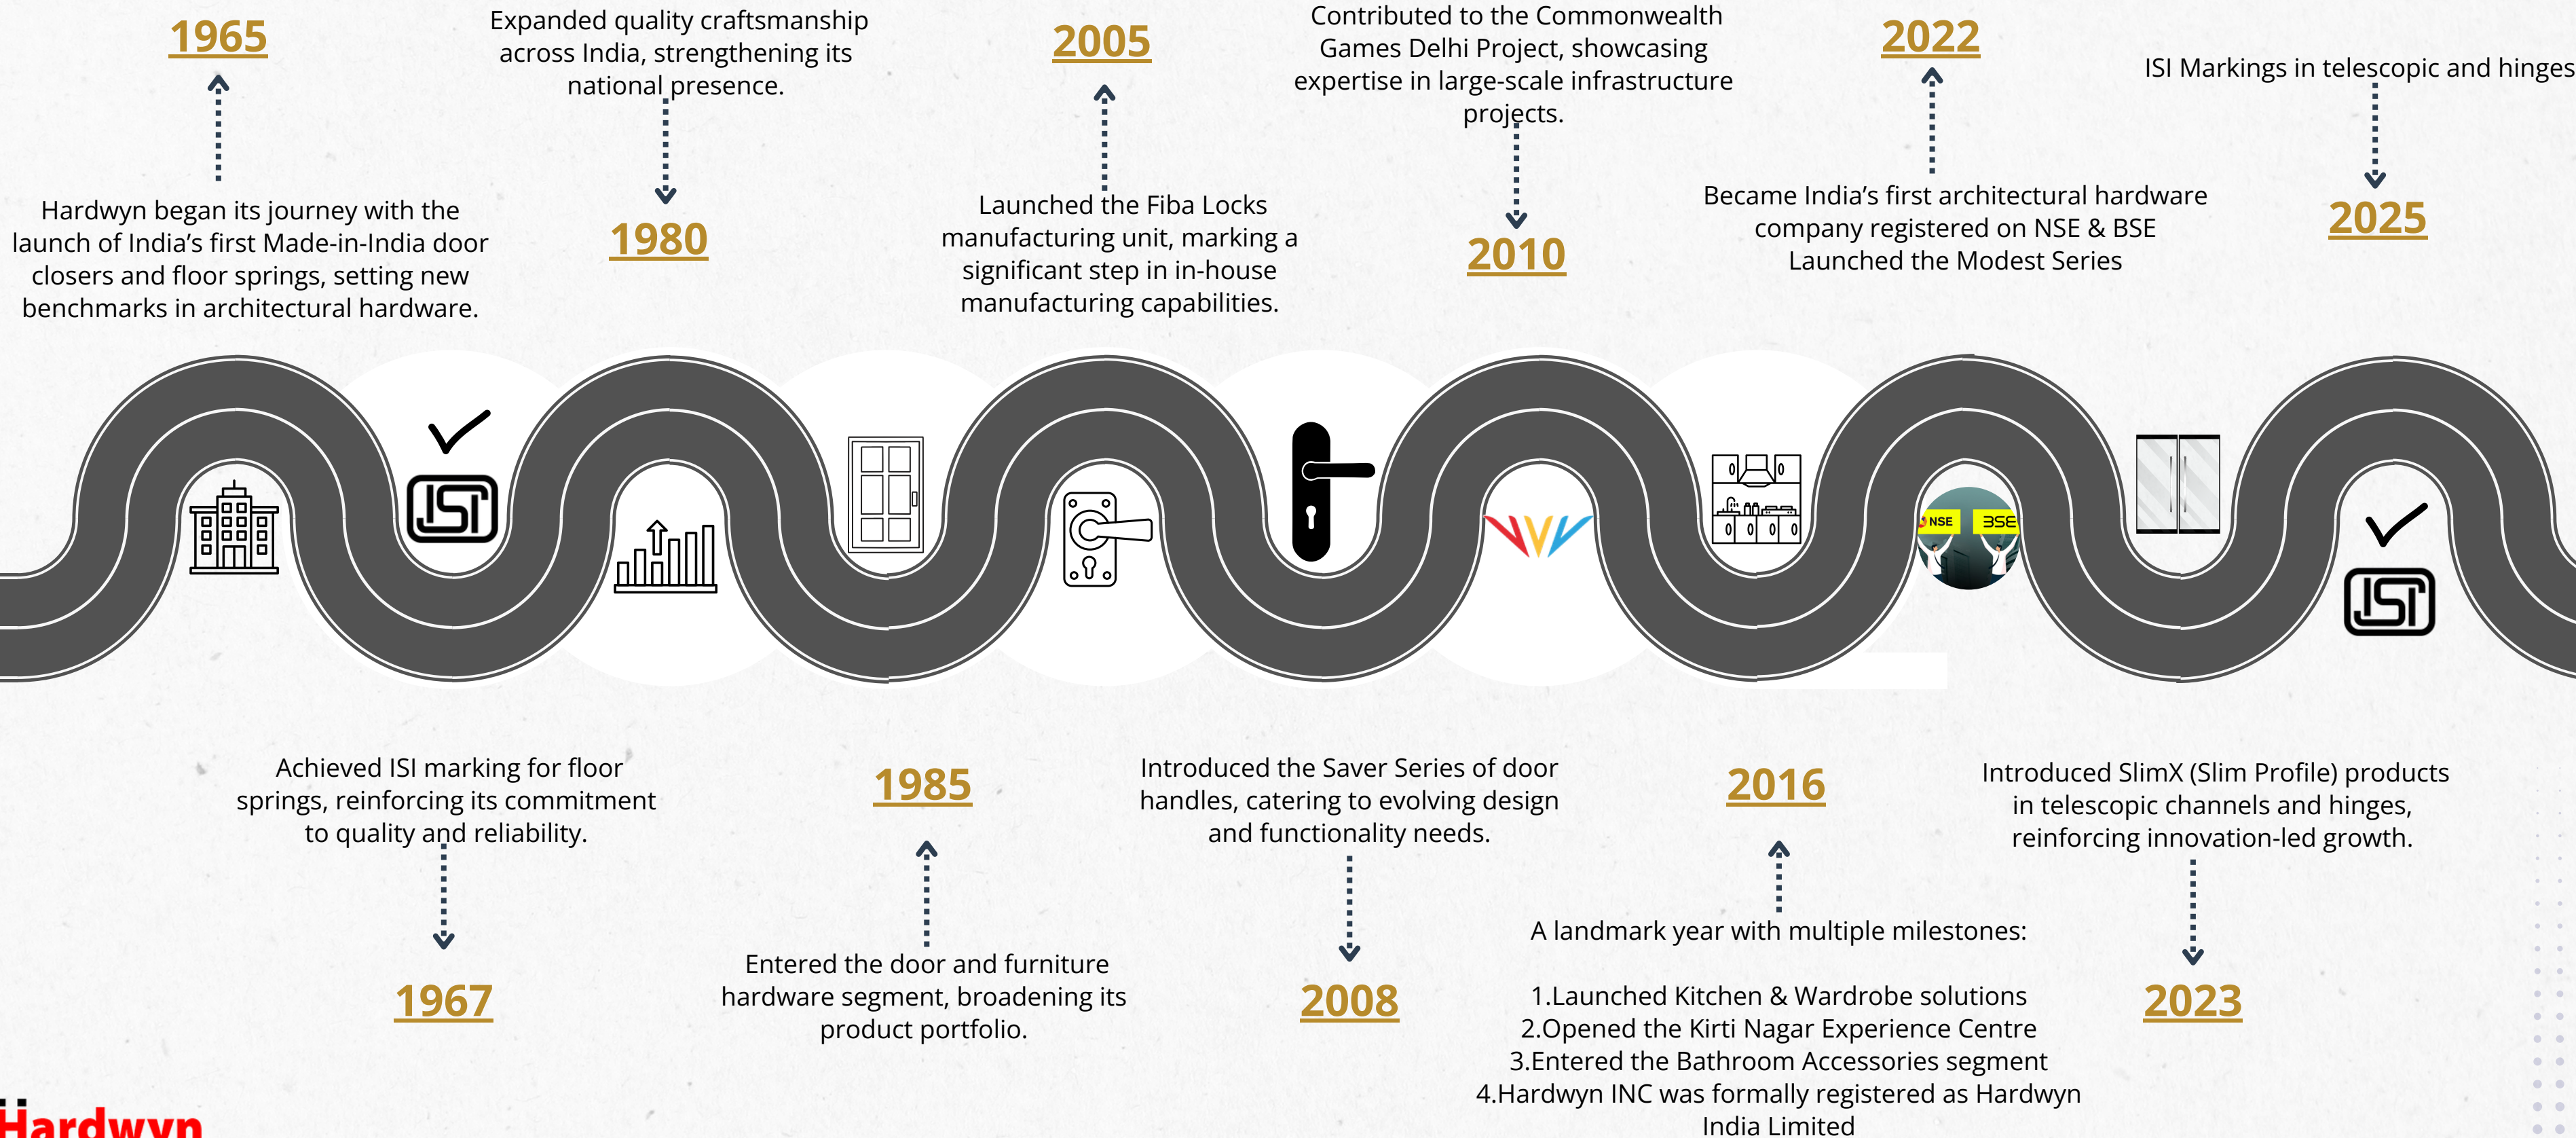 1965
Hardwyn began its journey with the
launch of India’s first Made-in-India door
closers and floor springs, setting new
benchmarks in architectural hardware.
Expanded quality craftsmanship
across India, strengthening its
national presence.
1980
2005
Launched the Fiba Locks
manufacturing unit, marking a
significant step in in-house
manufacturing capabilities.
Contributed to the Commonwealth
Games Delhi Project, showcasing
expertise in large-scale infrastructure
projects.
2010
2022
Became India’s first architectural hardware
company registered on NSE & BSE
Launched the Modest Series
ISI Markings in telescopic and hinges
2025
ISI
NSE
BSE
ISI
Achieved ISI marking for floor
springs, reinforcing its commitment
to quality and reliability.
1967
1985
Entered the door and furniture
hardware segment, broadening its
product portfolio.
Introduced the Saver Series of door
handles, catering to evolving design
and functionality needs.
2008
2016
A landmark year with multiple milestones:
1.Launched Kitchen & Wardrobe solutions
2.Opened the Kirti Nagar Experience Centre
3.Entered the Bathroom Accessories segment
4.Hardwyn INC was formally registered as Hardwyn
India Limited
Introduced SlimX (Slim Profile) products
in telescopic channels and hinges,
reinforcing innovation-led growth.
2023
Hardwyn